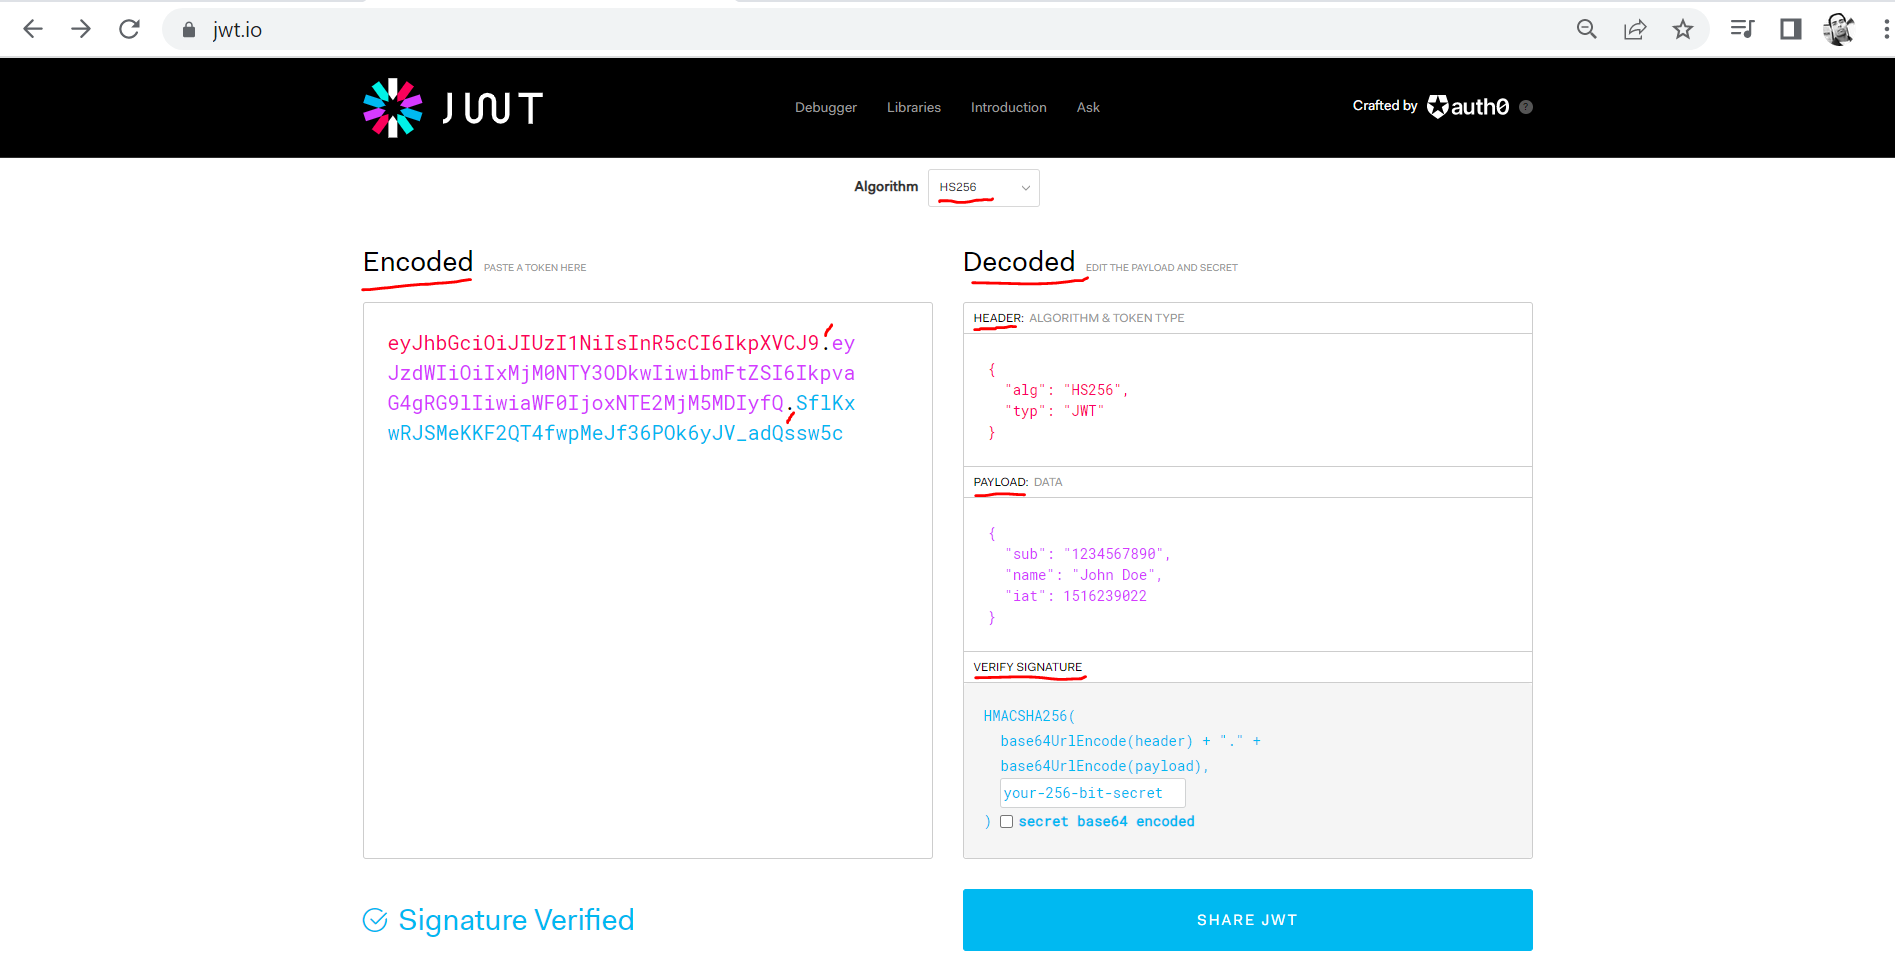 jwt.io
JWT
Debugger Libraries Introduction Ask
Crafted by auth0 ?
Algorithm HS256
Encoded PASTE A TOKEN HERE
eyJhbGciOiJIUzI1NiIsInR5cCI6IkpXVCJ9.ey
JzdWIiOiIxMjM0NTY3ODkwIiwibmFtZSI6Ikpva
G4gRG9lIiwiaWF0IjoxNTE2MjM5MDIyfQ.SflKx
wRJSMeKKF2QT4fwpMeJf36POk6yJV_adQssw5c
Signature Verified
Decoded EDIT THE PAYLOAD AND SECRET
HEADER: ALGORITHM & TOKEN TYPE
{
"alg": "HS256",
"typ": "JWT"
}
PAYLOAD: DATA
{
"sub": "1234567890",
"name": "John Doe",
"iat": 1516239022
}
VERIFY SIGNATURE
HMACSHA256(
base64UrlEncode(header) + "." +
base64UrlEncode(payload),
your-256-bit-secret
) secret base64 encoded
SHARE JWT